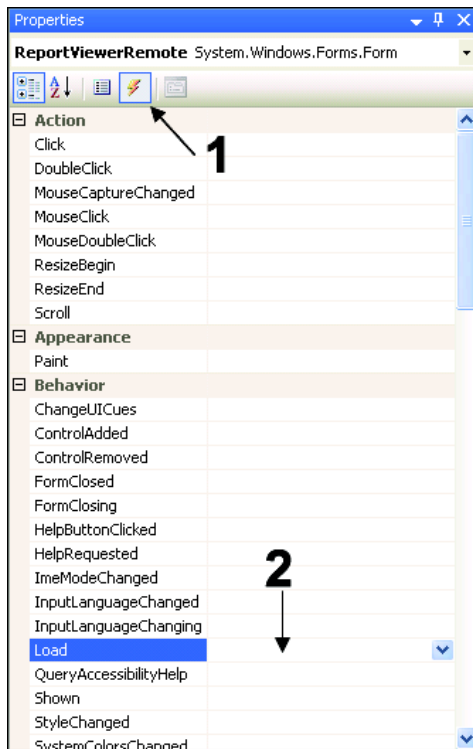 Properties
ReportViewerRemote System.Windows.Forms.Form
A
Z
1
Action
Click
DoubleClick
MouseCaptureChanged
MouseClick
MouseDoubleClick
ResizeBegin
ResizeEnd
Scroll
Appearance
Paint
Behavior
ChangeUICues
ControlAdded
ControlRemoved
FormClosed
FormClosing
HelpButtonClicked
HelpRequested
ImeModeChanged
2
InputLanguageChanged
InputLanguageChanging
Load
QueryAccessibilityHelp
Shown
StyleChanged
SystemColorsChanged